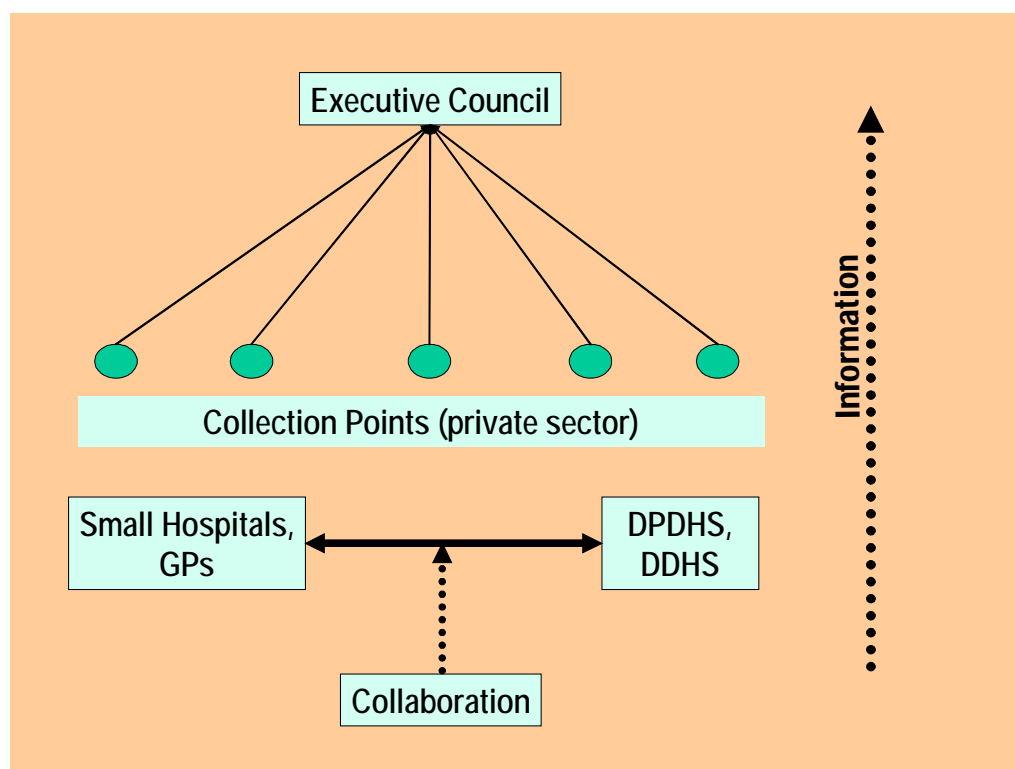 Executive Council
Information
Collection Points (private sector)
Small Hospitals,
GPs
DPDHS,
DDHS
Collaboration